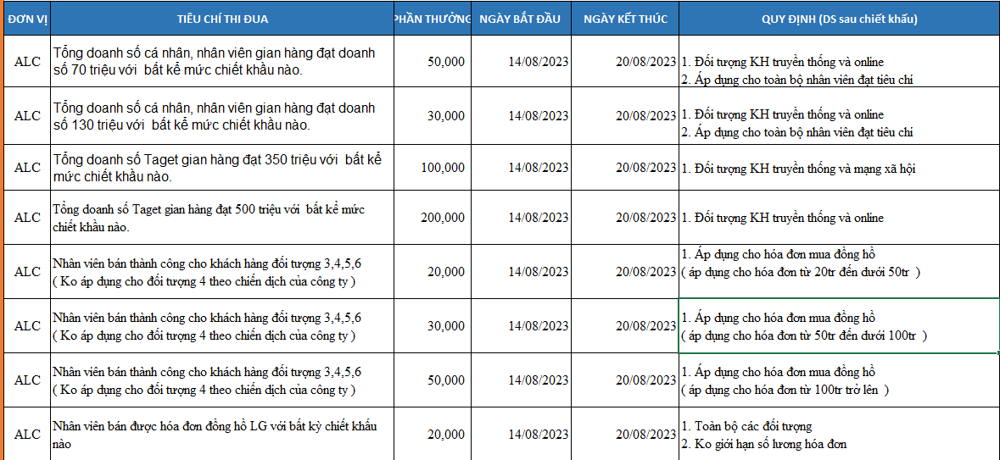 ĐƠN VỊ TIÊU CHÍ THI ĐUA PHẦN THƯỞNG NGÀY BẮT ĐẦU NGÀY KẾT THÚC QUY ĐỊNH (DS sau chiết khấu)
ALC Tổng doanh số cá nhân, nhân viên gian hàng đạt doanh
số 70 triệu với bất kể mức chiết khầu nào.
50,000 14/08/2023 20/08/2023
1. Đối tượng KH truyền thống và online
2. Áp dụng cho toàn bộ nhân viên đạt tiêu chí
ALC Tổng doanh số cá nhân, nhân viên gian hàng đạt doanh
số 130 triệu với bất kể mức chiết khầu nào.
30,000 14/08/2023 20/08/2023
1. Đối tượng KH truyền thống và online
2. Áp dụng cho toàn bộ nhân viên đạt tiêu chí
ALC Tổng doanh số Taget gian hàng đạt 350 triệu với bất kể
mức chiết khầu nào.
100,000 14/08/2023 20/08/2023 1. Đối tượng KH truyền thống và mạng xã hội
ALC Tổng doanh số Taget gian hàng đạt 500 triệu với bất kể mức
chiết khầu nào.
200,000 14/08/2023 20/08/2023 1. Đối tượng KH truyền thống và online
ALC Nhân viên bán thành công cho khách hàng đối tượng 3,4,5,6
( Ko áp dụng cho đối tượng 4 theo chiến dịch của công ty )
20,000 14/08/2023 20/08/2023
1. Áp dụng cho hóa đơn mua đồng hồ
( áp dụng cho hóa đơn từ 20tr đến dưới 50tr )
ALC Nhân viên bán thành công cho khách hàng đối tượng 3,4,5,6
( Ko áp dụng cho đối tượng 4 theo chiến dịch của công ty )
30,000 14/08/2023 20/08/2023
1. Áp dụng cho hóa đơn mua đồng hồ
( áp dụng cho hóa đơn từ 50tr đến dưới 100tr )
ALC Nhân viên bán thành công cho khách hàng đối tượng 3,4,5,6
( Ko áp dụng cho đối tượng 4 theo chiến dịch của công ty )
50,000 14/08/2023 20/08/2023
1. Áp dụng cho hóa đơn mua đồng hồ
( áp dụng cho hóa đơn từ 100tr trở lên )
ALC Nhân viên bán được hóa đơn đồng hồ LG với bất kỳ chiết khấu
nào
20,000 14/08/2023 20/08/2023
1. Toàn bộ các đối tượng
2. Ko giới hạn số lương hóa đơn